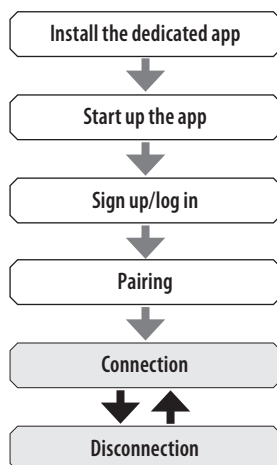 Install the dedicated app
Start up the app
Sign up/log in
Pairing
Connection
Disconnection